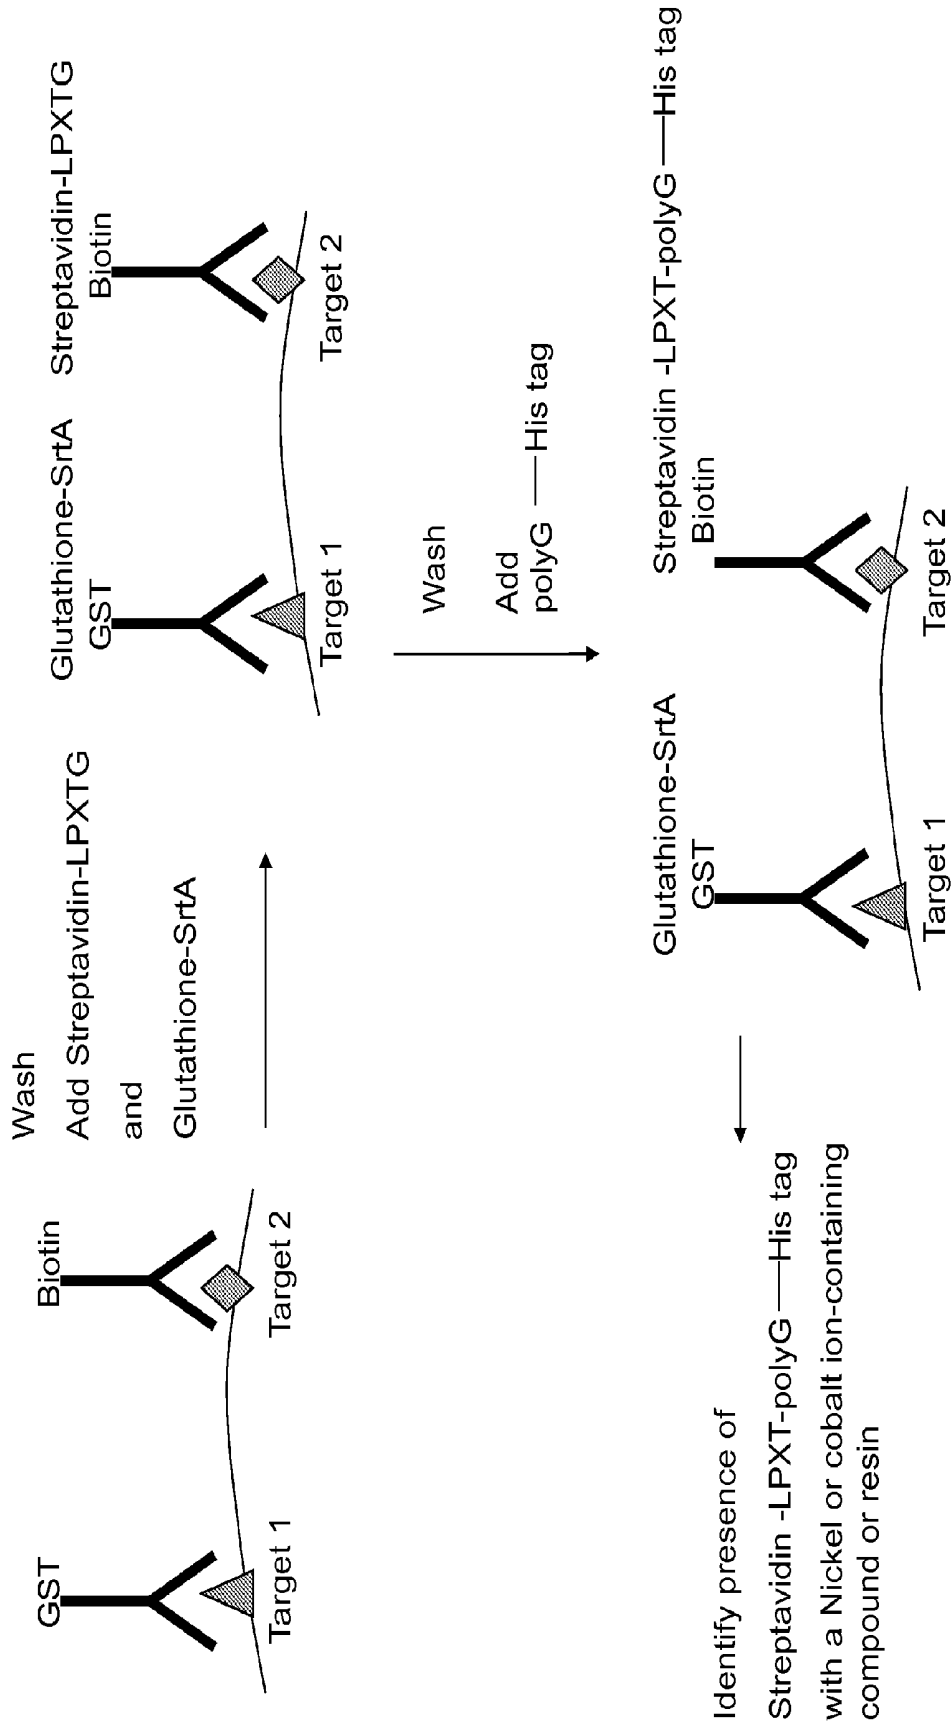 GST
Biotin
Target 1
Target 2
Wash
Add Streptavidin-LPXTG
and
Glutathione-SrtA
Glutathione-SrtA
GST
Streptavidin-LPXTG
Biotin
Target 1
Target 2
Wash
Add
polyG —His tag
Glutathione-SrtA
GST
Streptavidin -LPXT-polyG —His tag
Biotin
Target 1
Target 2
Identify presence of
Streptavidin -LPXT-polyG —His tag
with a Nickel or cobalt ion-containing
compound or resin